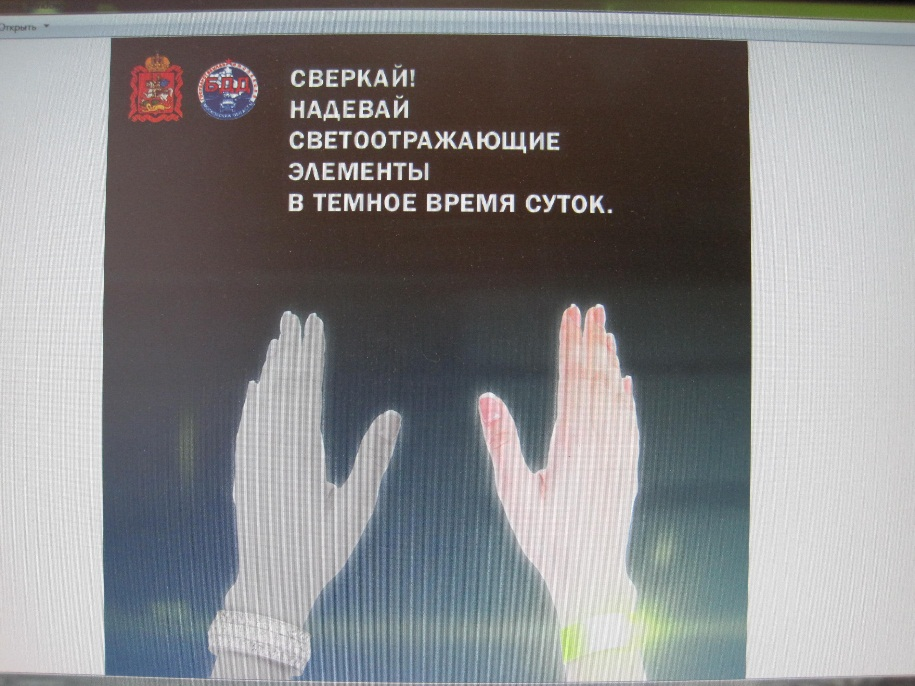 Открыть
БДД
СВЕРКАЙ!
НАДЕВАЙ
СВЕТООТРАЖАЮЩИЕ
ЭЛЕМЕНТЫ
В ТЕМНОЕ ВРЕМЯ СУТОК.